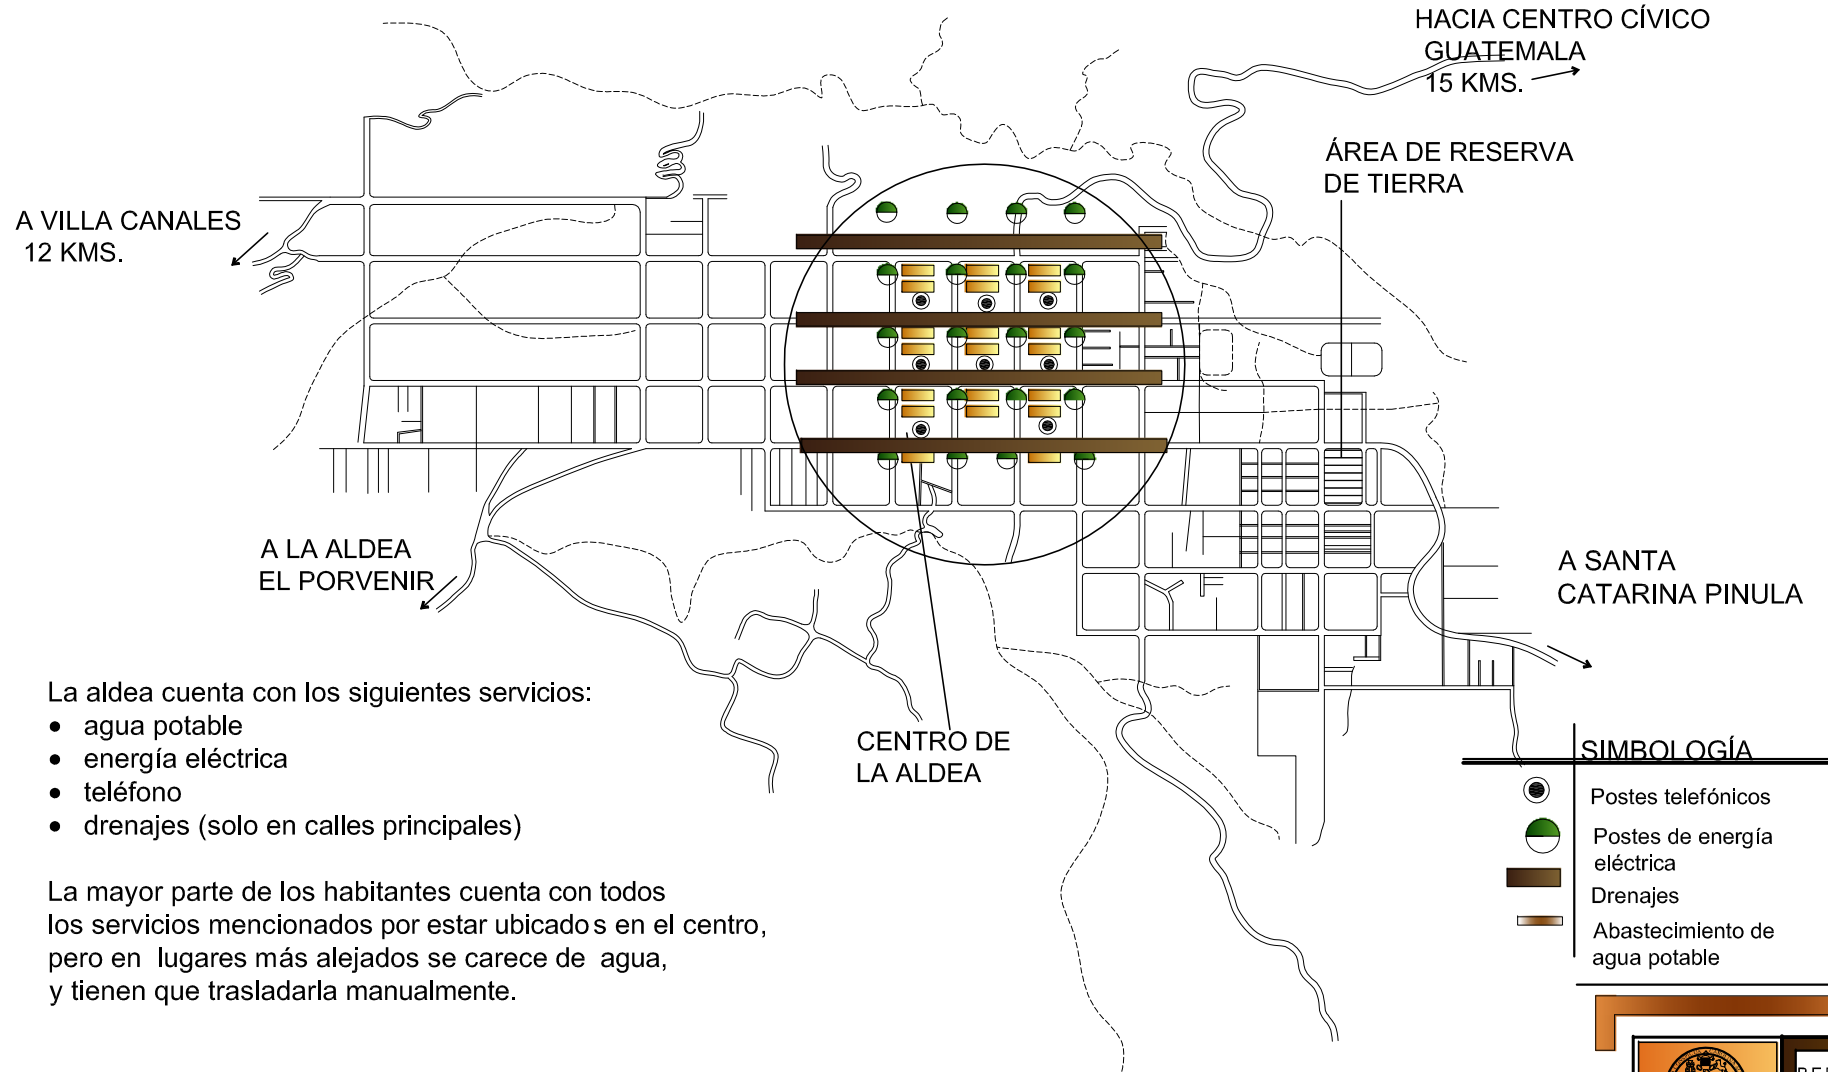 HACIA CENTRO CÍVICO
GUATEMALA
15 KMS.
ÁREA DE RESERVA
DE TIERRA
A VILLA CANALES
12 KMS.
A LA ALDEA
EL PORVENIR
A SANTA
CATARINA PINULA
CENTRO DE
LA ALDEA
La aldea cuenta con los siguientes servicios:
• agua potable
• energía eléctrica
• teléfono
• drenajes (solo en calles principales)
La mayor parte de los habitantes cuenta con todos
los servicios mencionados por estar ubicados en el centro,
pero en lugares más alejados se carece de agua,
y tienen que trasladarla manualmente.
SIMBOLOGÍA
Postes telefónicos
Postes de energía
eléctrica
Drenajes
Abastecimiento de
agua potable